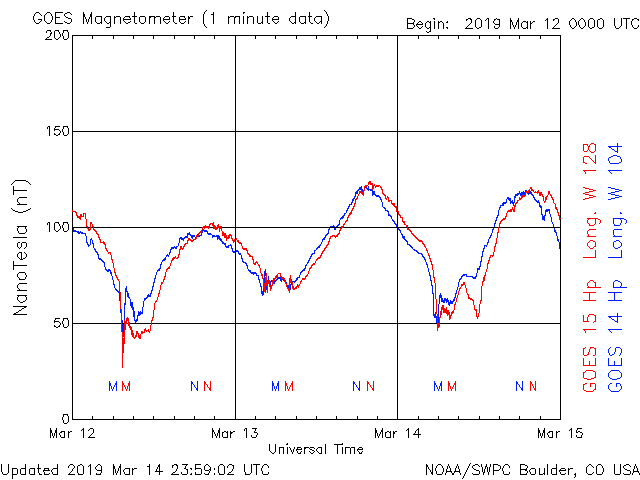 GOES Magnetometer (1 minute data)
Begin: 2019 Mar 12 0000 UTC
200
150
100
50
0
NanoTesla (nT)
M M N N M M N N M M N N
Mar 12 Mar 13 Mar 14 Mar 15
Universal Time
GOES 15 Hp Long. W 128
GOES 14 Hp Long. W 104
Updated 2019 Mar 14 23:59:02 UTC
NOAA/SWPC Boulder, CO USA